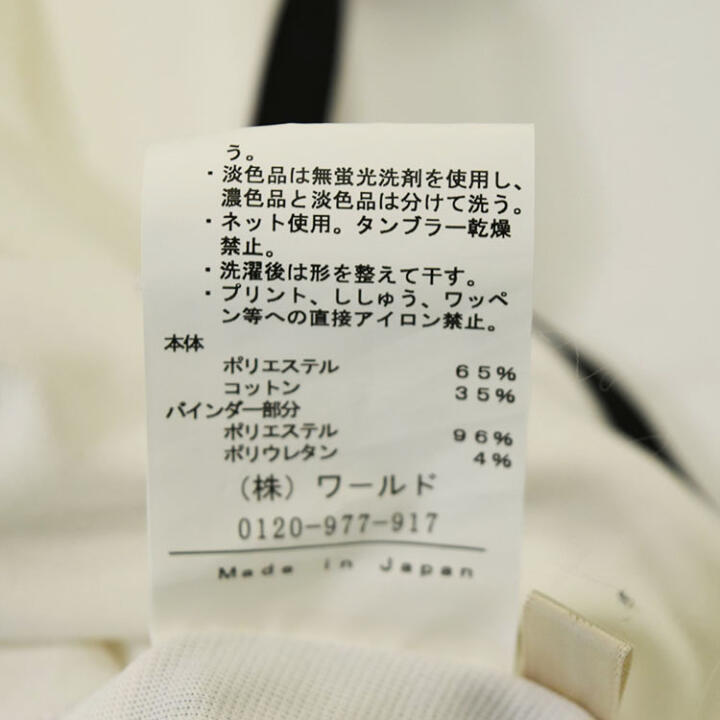 う。
・淡色品は無蛍光洗剤を使用し、
濃色品と淡色品は分けて洗う。
・ネット使用。タンブラー乾燥
禁止。
・洗濯後は形を整えて干す。
・プリント、ししゅう、ワッペ
ン等への直接アイロン禁止。
本体
ポリエステル 65%
コットン 35%
バインダー部分
ポリエステル 96%
ポリウレタン 4%
(株)ワールド
0120-977-917
Made in Japan